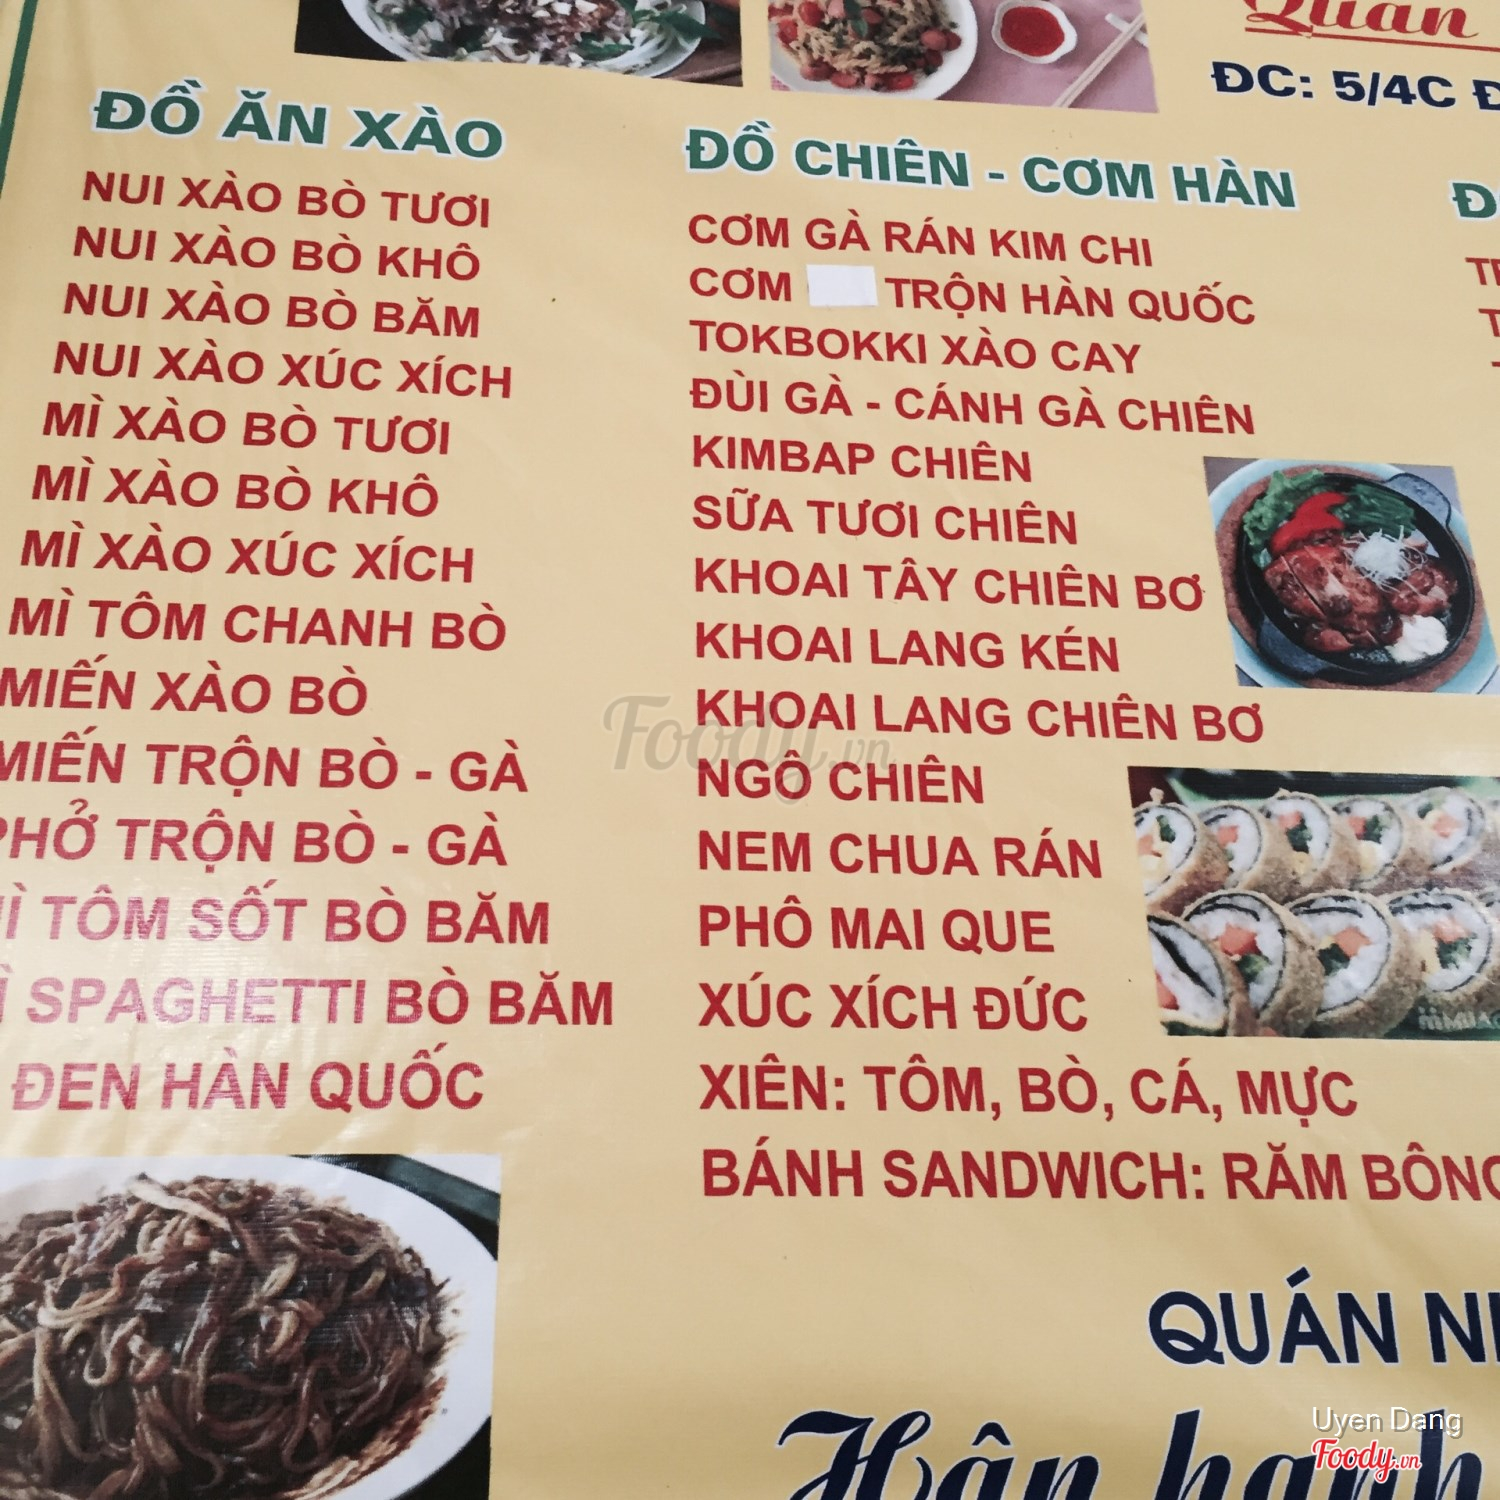 Quán
ĐC: 5/4C
ĐỒ ĂN XÀO
NUI XÀO BÒ TƯƠI
NUI XÀO BÒ KHÔ
NUI XÀO BÒ BĂM
NUI XÀO XÚC XÍCH
MÌ XÀO BÒ TƯƠI
MÌ XÀO BÒ KHÔ
MÌ XÀO XÚC XÍCH
MÌ TÔM CHANH BÒ
MIẾN XÀO BÒ
MIẾN TRỘN BÒ - GÀ
PHỞ TRỘN BÒ - GÀ
TÔM SỐT BÒ BĂM
SPAGHETTI BÒ BĂM
ĐEN HÀN QUỐC
ĐỒ CHIÊN - CƠM HÀN
CƠM GÀ RÁN KIM CHI
CƠM TRỘN HÀN QUỐC
TOKBOKKI XÀO CAY
ĐÙI GÀ - CÁNH GÀ CHIÊN
KIMBAP CHIÊN
SỮA TƯƠI CHIÊN
KHOAI TÂY CHIÊN BƠ
KHOAI LANG KÉN
KHOAI LANG CHIÊN BƠ
NGÔ CHIÊN
NEM CHUA RÁN
PHÔ MAI QUE
XÚC XÍCH ĐỨC
XIÊN: TÔM, BÒ, CÁ, MỰC
BÁNH SANDWICH: RĂM BÔNG
QUÁN
Hân hạnh
Foody.vn
Uyen Dang
Foody.vn